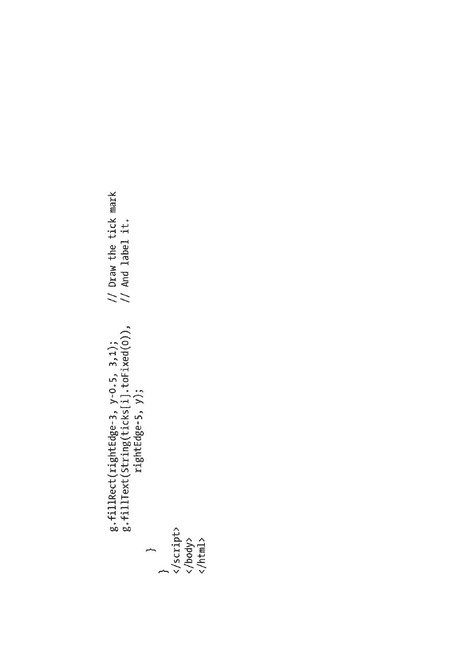 g.fillRect(rightEdge-3, y-0.5, 3,1);    // Draw the tick mark
g.fillText(String(ticks[i].toFixed(0)),    // And label it.
rightEdge-5, y);
}
}
</script>
</body>
</html>